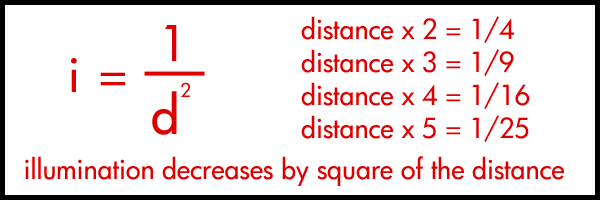 i = 1/d²
distance x 2 = 1/4
distance x 3 = 1/9
distance x 4 = 1/16
distance x 5 = 1/25
illumination decreases by square of the distance